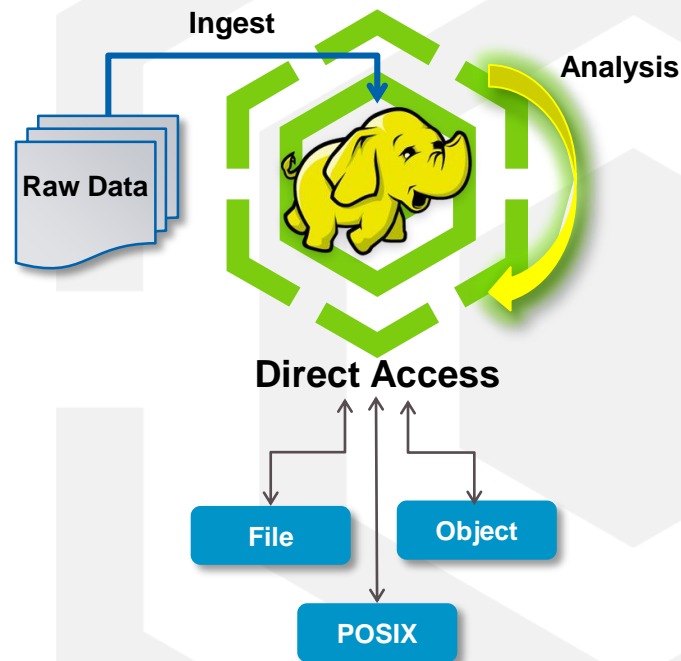 Ingest
Analysis
Raw Data
Direct Access
File
Object
POSIX